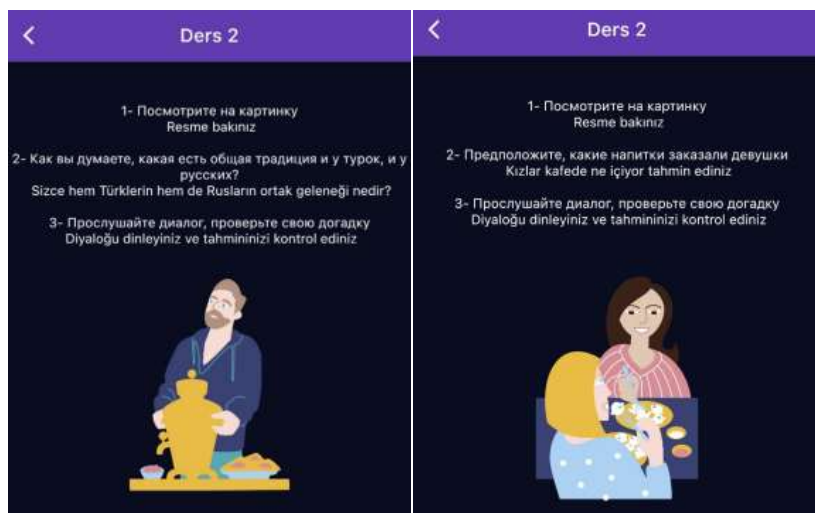 Ders 2
1- Посмотрите на картинку
Resme bakınız
2- Как вы думаете, какая есть общая традиция и у турок, и у
русских?
Sizce hem Türklerin hem de Rusların ortak geleneği nedir?
3- Прослушайте диалог, проверьте свою догадку
Diyaloğu dinleyiniz ve tahmininizi kontrol ediniz
Ders 2
1- Посмотрите на картинку
Resme bakınız
2- Предположите, какие напитки заказали девушки
Kızlar kafede ne içiyor tahmin ediniz
3- Прослушайте диалог, проверьте свою догадку
Diyaloğu dinleyiniz ve tahmininizi kontrol ediniz